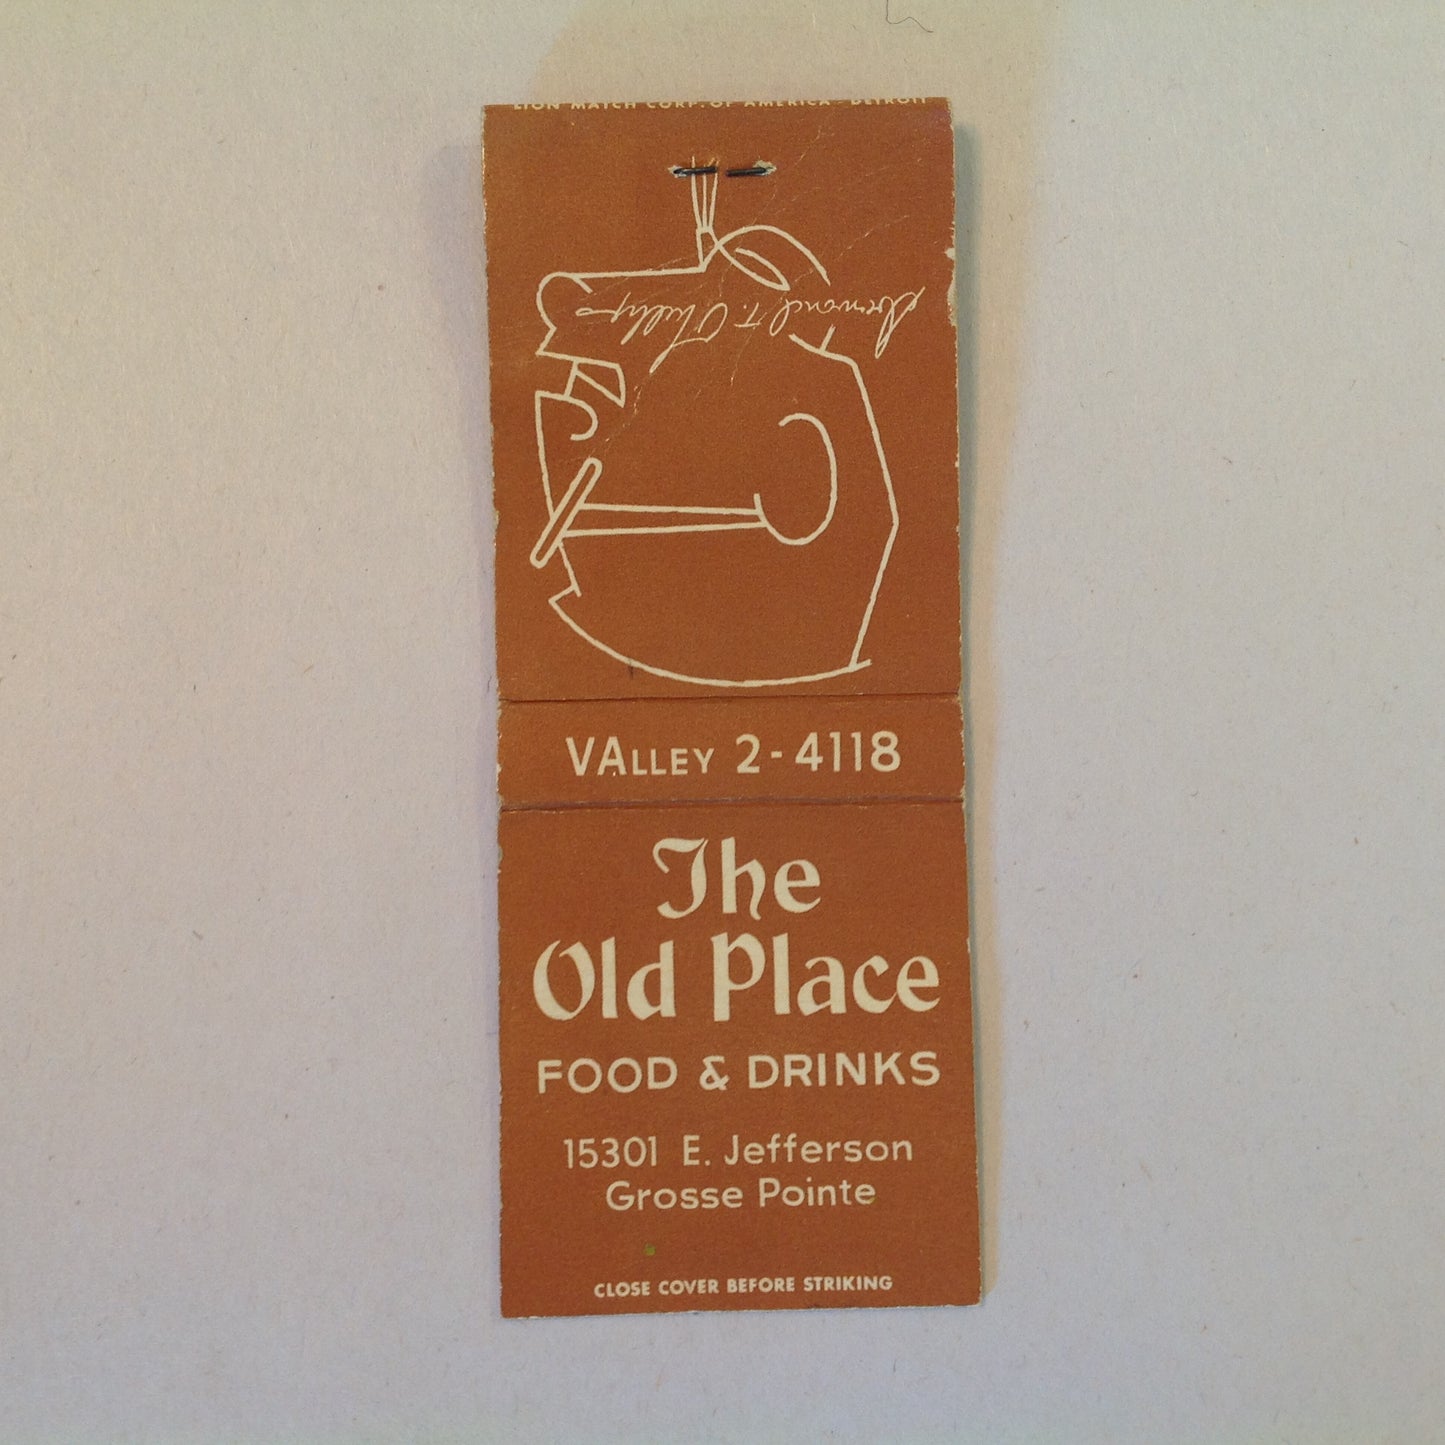 LION MATCH CORP. OF AMERICA DETROIT
VALLEY 2-4118
The
Old Place
FOOD & DRINKS
15301 E. Jefferson
Grosse Pointe
CLOSE COVER BEFORE STRIKING